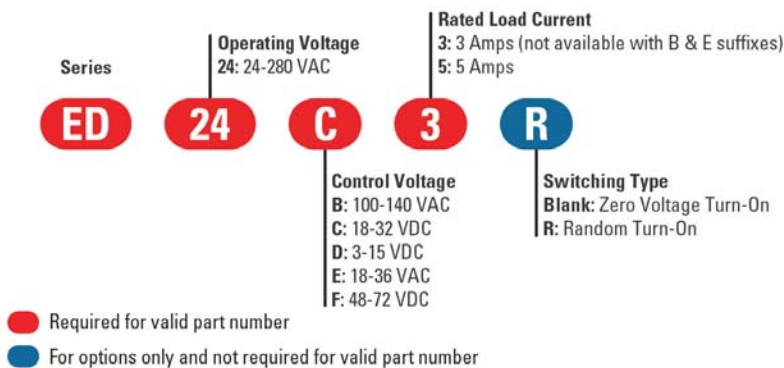 Rated Load Current
3: 3 Amps (not available with B & E suffixes)
5: 5 Amps
Operating Voltage
24: 24-280 VAC
Series
ED 24 C 3 R
Control Voltage
B: 100-140 VAC
C: 18-32 VDC
D: 3-15 VDC
E: 18-36 VAC
F: 48-72 VDC
Switching Type
Blank: Zero Voltage Turn-On
R: Random Turn-On
Required for valid part number
For options only and not required for valid part number